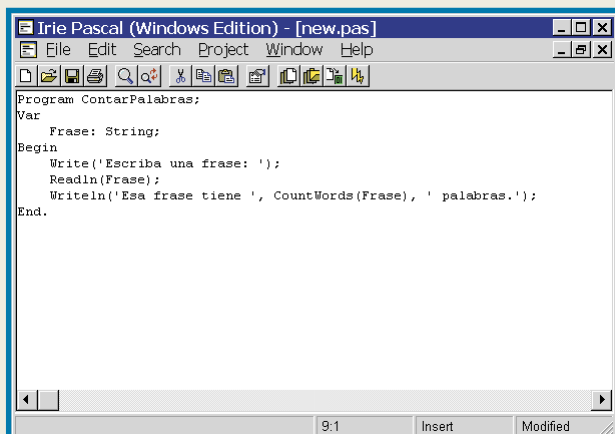 Irie Pascal (Windows Edition) - [new.pas]
File Edit Search Project Window Help
Program ContarPalabras;
Var
    Frase: String;
Begin
    Write('Escriba una frase: ');
    Readln(Frase);
    Writeln('Esa frase tiene ', CountWords(Frase), ' palabras.');
End.
9:1 Insert Modified